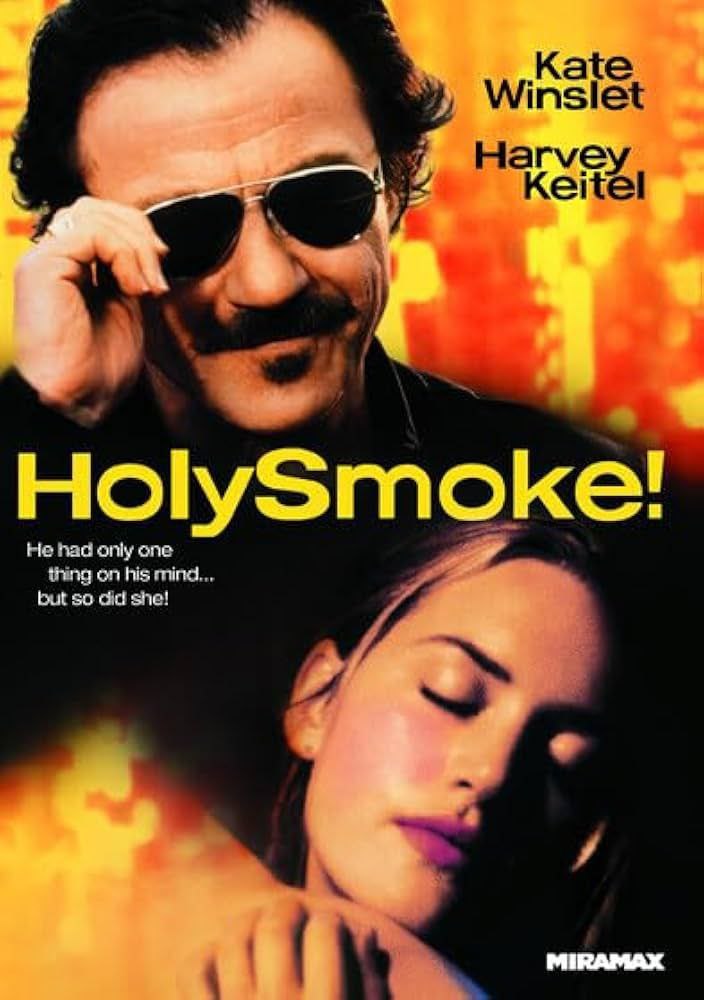 Kate
Winslet
Harvey
Keitel
HolySmoke!
He had only one
thing on his mind...
but so did she!
MIRAMAX